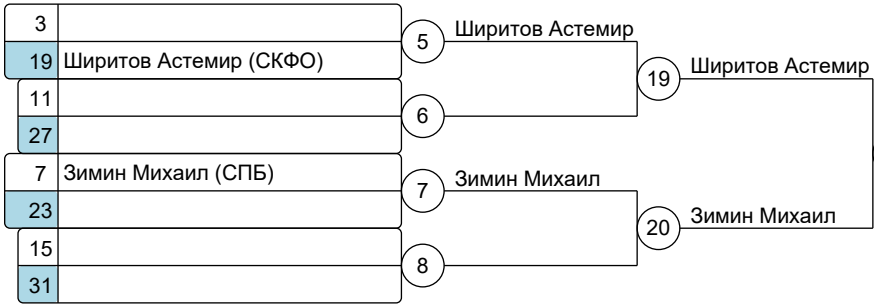 3
19 Ширитов Астемир (СКФО)
5 Ширитов Астемир
11
27
6
19 Ширитов Астемир
7 Зимин Михаил (СПБ)
23
7 Зимин Михаил
15
31
8
20 Зимин Михаил